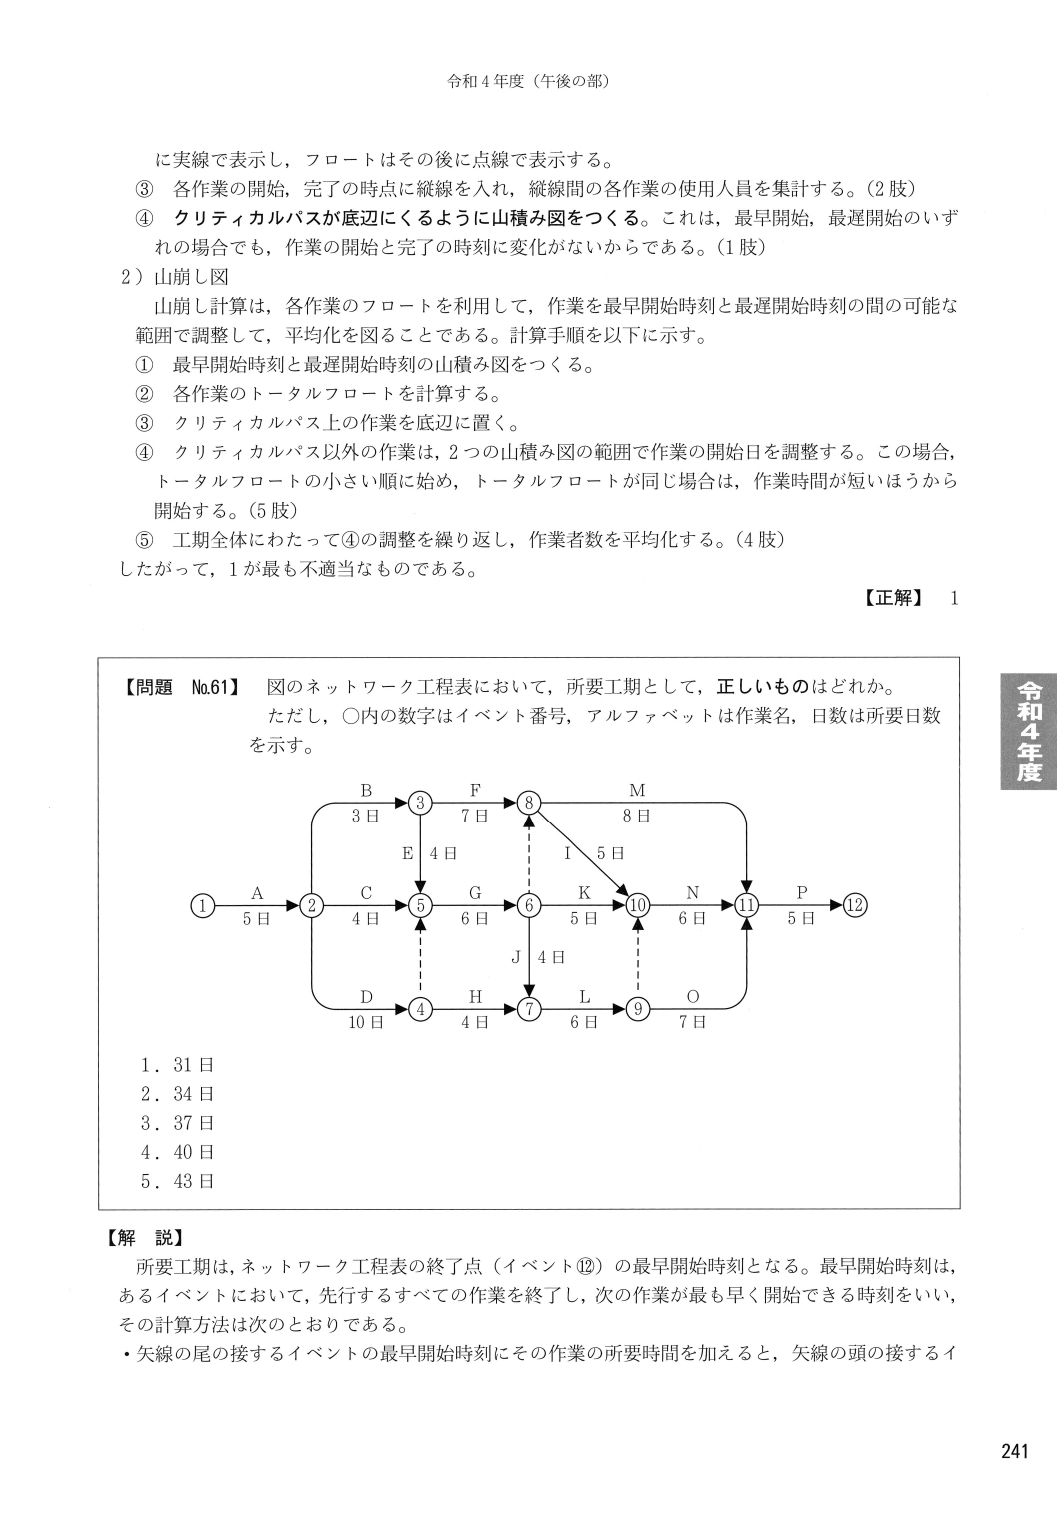 令和4年度（午後の部）
に実線で表示し，フロートはその後に点線で表示する。
③　各作業の開始，完了の時点に縦線を入れ，縦線間の各作業の使用人員を集計する。（2肢）
④　クリティカルパスが底辺にくるように山積み図をつくる。これは，最早開始，最遅開始のいず
れの場合でも，作業の開始と完了の時刻に変化がないからである。（1肢）
2）山崩し図
山崩し計算は，各作業のフロートを利用して，作業を最早開始時刻と最遅開始時刻の間の可能な
範囲で調整して，平均化を図ることである。計算手順を以下に示す。
①　最早開始時刻と最遅開始時刻の山積み図をつくる。
②　各作業のトータルフロートを計算する。
③　クリティカルパス上の作業を底辺に置く。
④　クリティカルパス以外の作業は，2つの山積み図の範囲で作業の開始日を調整する。この場合，
トータルフロートの小さい順に始め，トータルフロートが同じ場合は，作業時間が短いほうから
開始する。（5肢）
⑤　工期全体にわたって④の調整を繰り返し，作業者数を平均化する。（4肢）
したがって，1が最も不適当なものである。
【正解】　1
【問題　No.61】　図のネットワーク工程表において，所要工期として，正しいものはどれか。
ただし，○内の数字はイベント番号，アルファベットは作業名，日数は所要日数
を示す。
令和4年度
B F M
③ ⑧
3日 7日 8日
E 4日 I 5日
A C G K N P
① ② ⑤ ⑥ ⑩ ⑪ ⑫
5日 4日 6日 5日 6日 5日
J 4日
D H L O
④ ⑦ ⑨
10日 4日 6日 7日
1．31日
2．34日
3．37日
4．40日
5．43日
【解　説】
所要工期は，ネットワーク工程表の終了点（イベント⑫）の最早開始時刻となる。最早開始時刻は，
あるイベントにおいて，先行するすべての作業を終了し，次の作業が最も早く開始できる時刻をいい，
その計算方法は次のとおりである。
・矢線の尾の接するイベントの最早開始時刻にその作業の所要時間を加えると，矢線の頭の接するイ
241